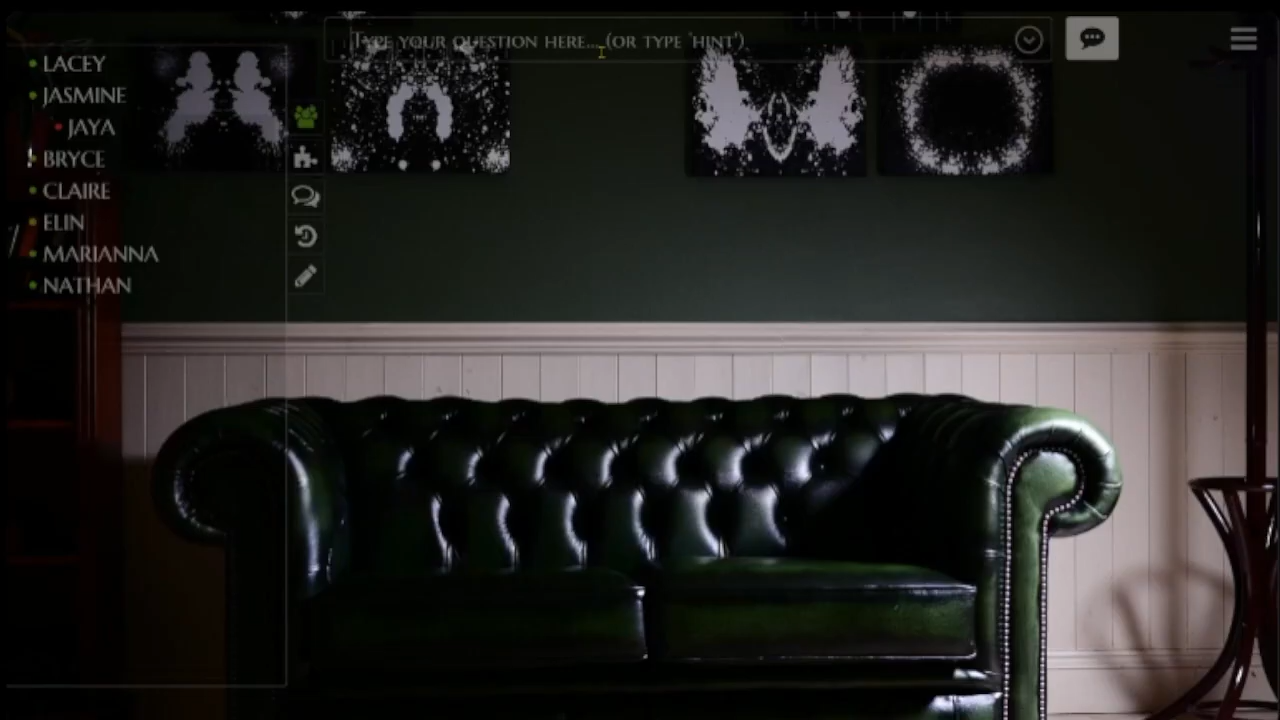 Type your question here... (or type 'hint')
LACEY
JASMINE
JAYA
BRYCE
CLAIRE
ELIN
MARIANNA
NATHAN